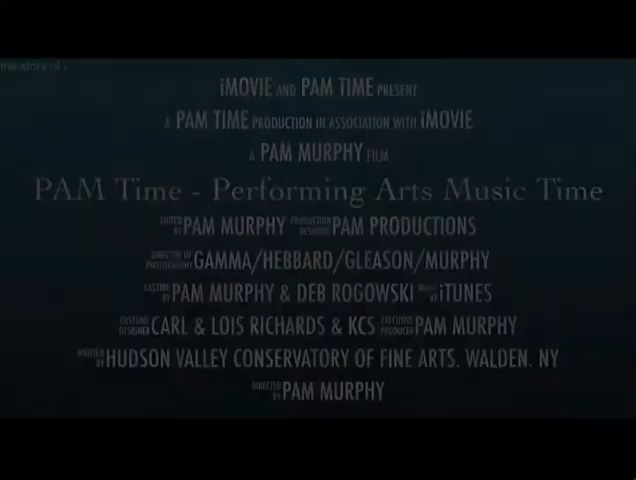 the story of
iMOVIE AND PAM TIME PRESENT
A PAM TIME PRODUCTION IN ASSOCIATION WITH iMOVIE
A PAM MURPHY FILM
PAM Time - Performing Arts Music Time
EDITED BY PAM MURPHY PRODUCTION DESIGNER PAM PRODUCTIONS
DIRECTOR OF PHOTOGRAPHY GAMMA/HEBBARD/GLEASON/MURPHY
CASTING BY PAM MURPHY & DEB ROGOWSKI MUSIC BY iTUNES
COSTUME DESIGNER CARL & LOIS RICHARDS & KCS EXECUTIVE PRODUCER PAM MURPHY
WRITTEN BY HUDSON VALLEY CONSERVATORY OF FINE ARTS. WALDEN. NY
DIRECTED BY PAM MURPHY